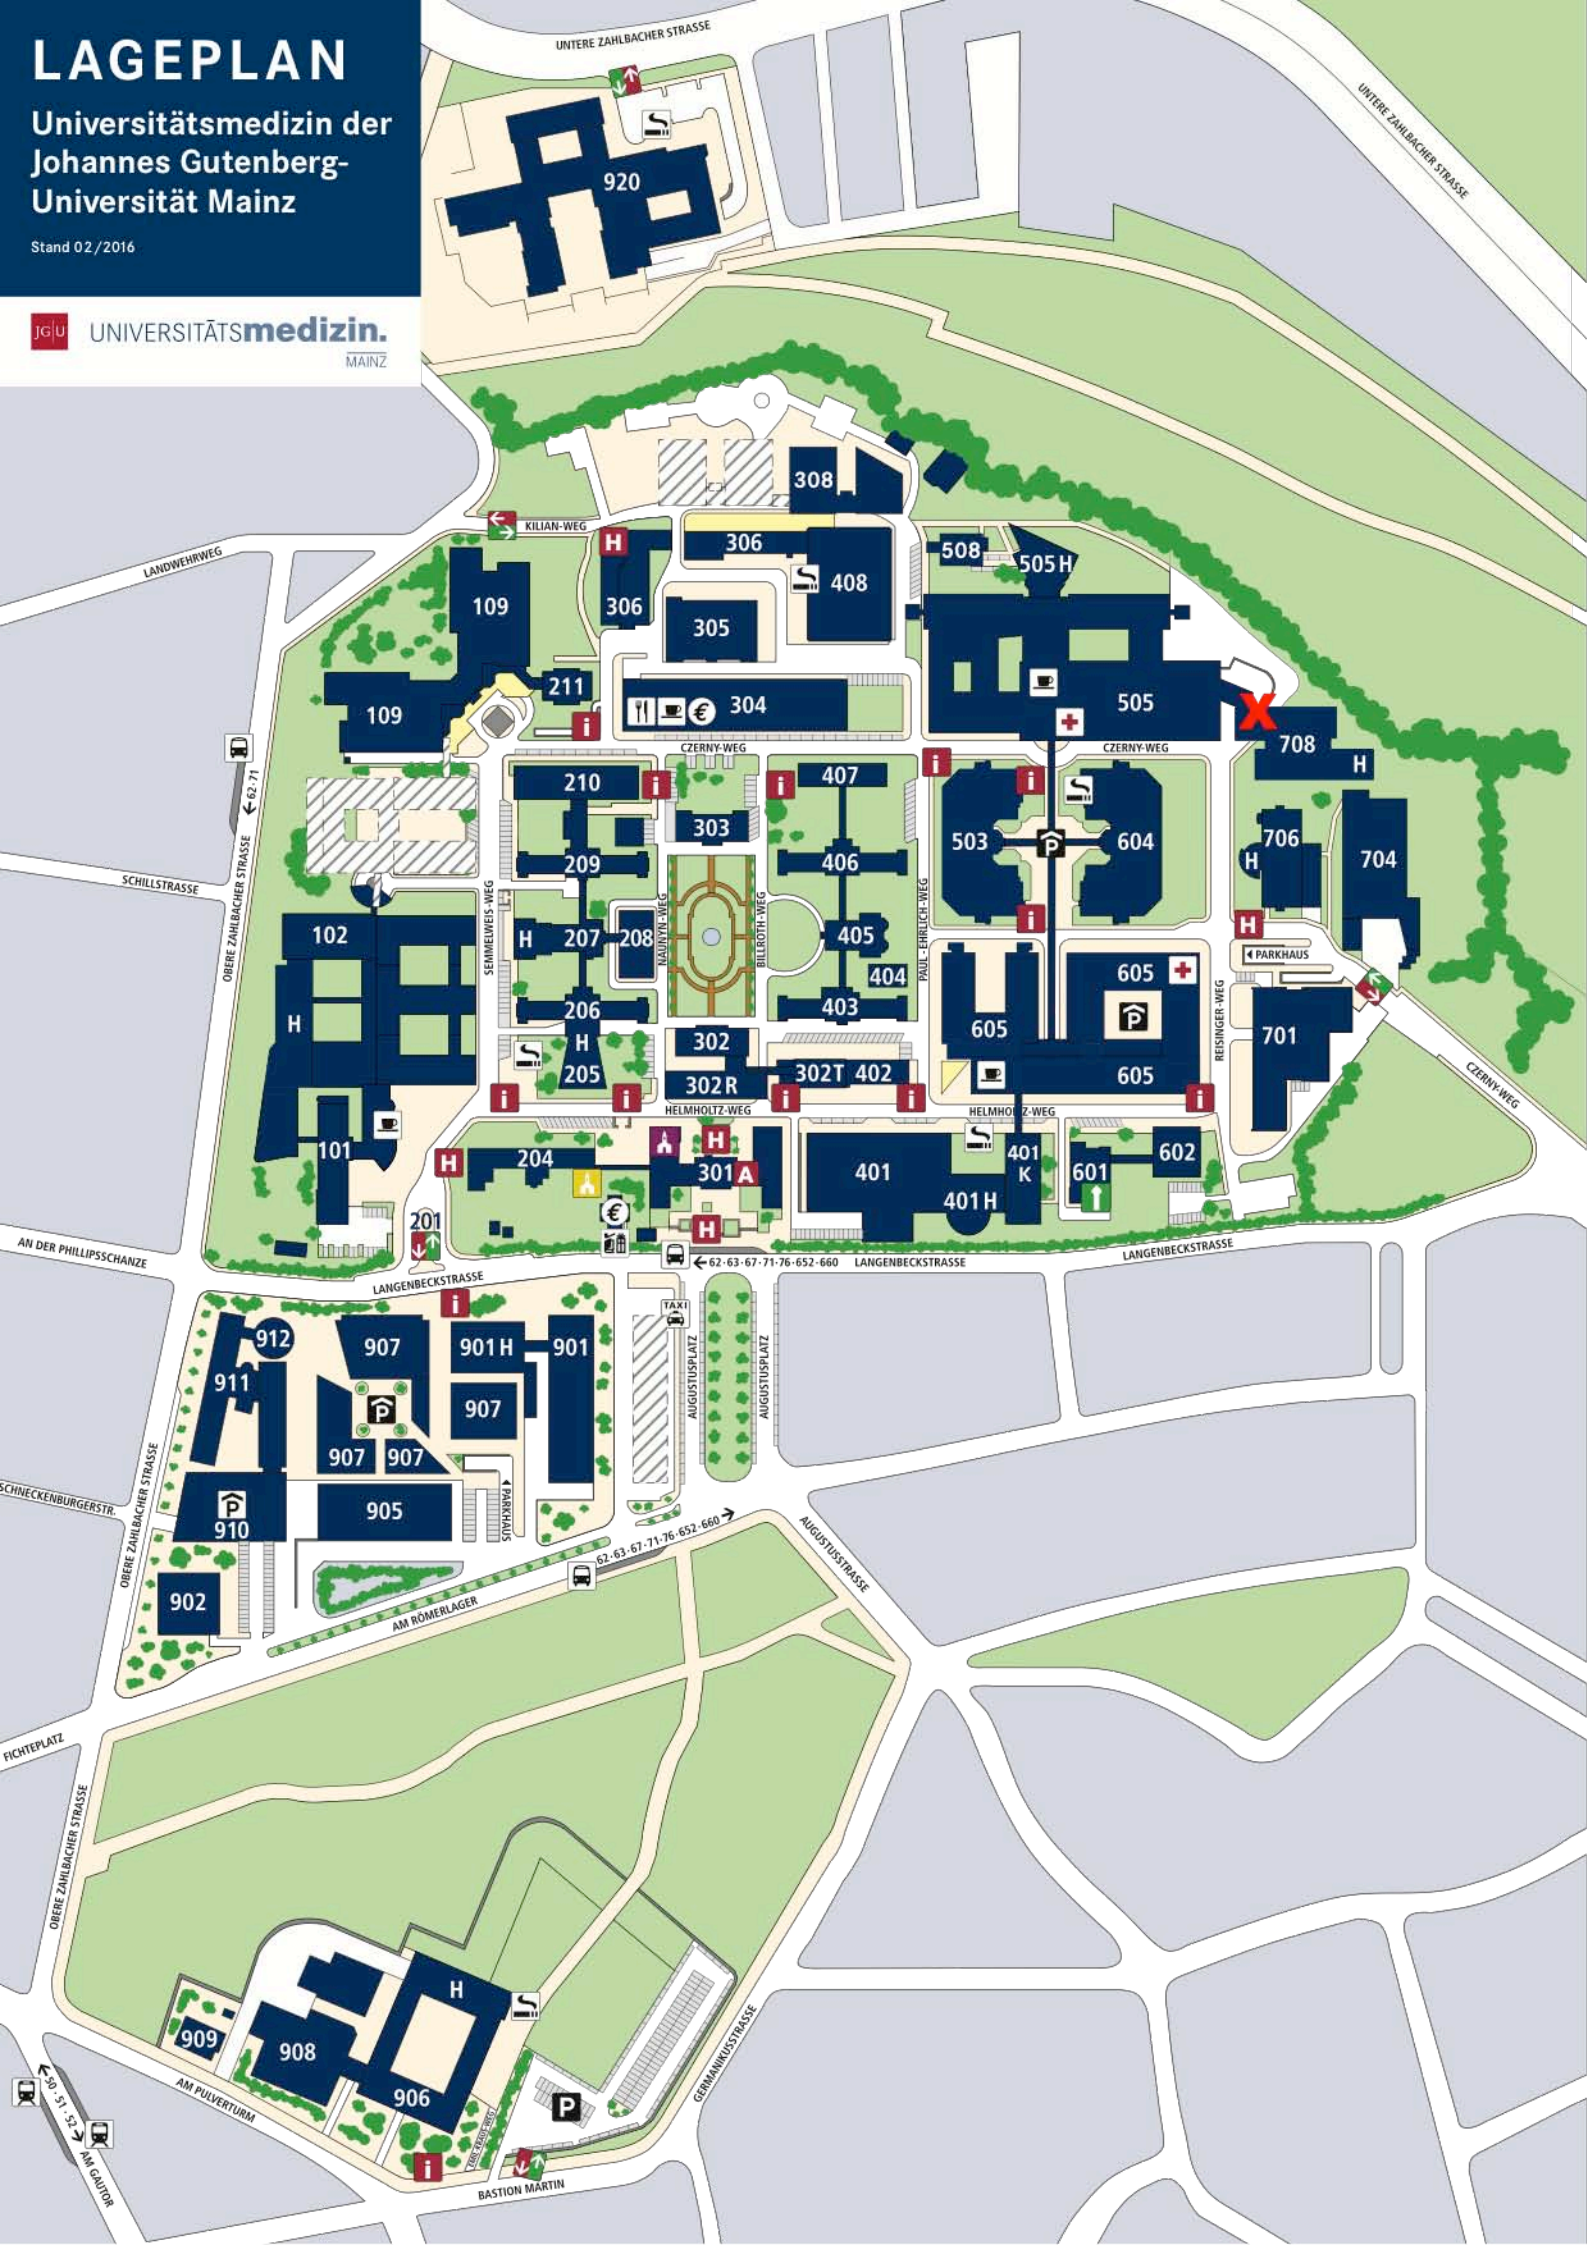 LAGEPLAN
Universitätsmedizin der
Johannes Gutenberg-
Universität Mainz
Stand 02/2016
JG|U
UNIVERSITÄTSmedizin.
MAINZ
UNTERE ZAHLBACHER STRASSE
UNTERE ZAHLBACHER STRASSE
920
308
KILIAN-WEG
LANDWEHRWEG
H
306
306
408
508
505 H
109
305
211
109
304
€
505
X
i
CZERNY-WEG
CZERNY-WEG
708
H
62·71
210
i
i
407
i
i
303
503
P
604
706
H
704
209
406
SCHILLSTRASSE
OBERE ZAHLBACHER STRASSE
SEMMELWEIS-WEG
NAUNYN-WEG
BILLROTH-WEG
PAUL-EHRLICH-WEG
i
H
102
H
207
208
405
PARKHAUS
404
605
206
403
H
P
REISINGER-WEG
H
302
605
701
205
302T
402
605
302 R
CZERNY-WEG
i
i
HELMHOLTZ-WEG
i
i
HELMHOLTZ-WEG
i
101
H
204
H
301
A
401
401
K
601
602
401 H
€
H
201
AN DER PHILLIPSSCHANZE
62·63·67·71·76·652·660
LANGENBECKSTRASSE
LANGENBECKSTRASSE
LANGENBECKSTRASSE
i
TAXI
912
907
901 H
901
911
AUGUSTUSPLATZ
AUGUSTUSPLATZ
P
907
907
907
PARKHAUS
SCHNECKENBURGERSTR.
P
910
905
OBERE ZAHLBACHER STRASSE
62·63·67·71·76·652·660
AUGUSTUSSTRASSE
902
AM RÖMERLAGER
FICHTEPLATZ
OBERE ZAHLBACHER STRASSE
H
909
908
906
GERMANIKUSSTRASSE
P
50·51·52
AM PULVERTURM
AM GAUTOR
i
BASTION MARTIN